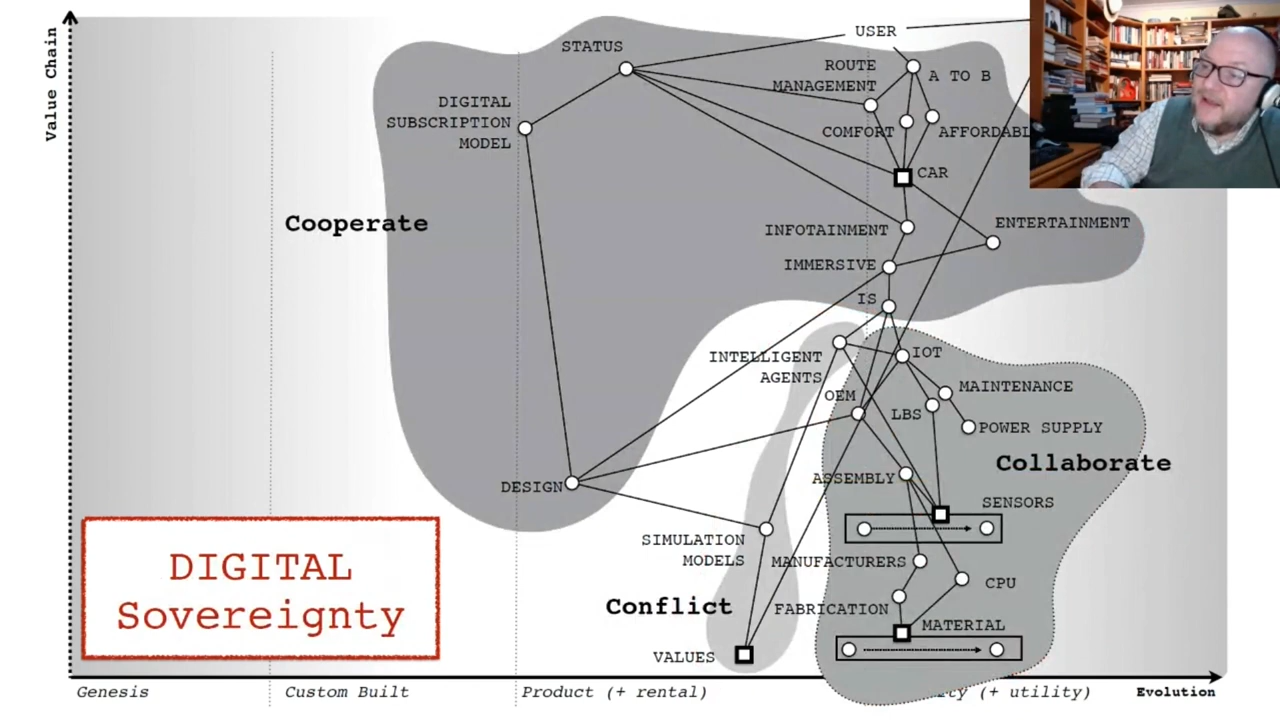 Value Chain
USER
STATUS
ROUTE
MANAGEMENT
A TO B
DIGITAL
SUBSCRIPTION
MODEL
COMFORT
AFFORDABL
CAR
Cooperate
INFOTAINMENT
ENTERTAINMENT
IMMERSIVE
IS
INTELLIGENT
AGENTS
IOT
MAINTENANCE
OEM
LBS
POWER SUPPLY
Collaborate
ASSEMBLY
DESIGN
SENSORS
SIMULATION
MODELS
MANUFACTURERS
CPU
Conflict
FABRICATION
MATERIAL
VALUES
DIGITAL
Sovereignty
Genesis
Custom Built
Product (+ rental)
ty (+ utility)
Evolution